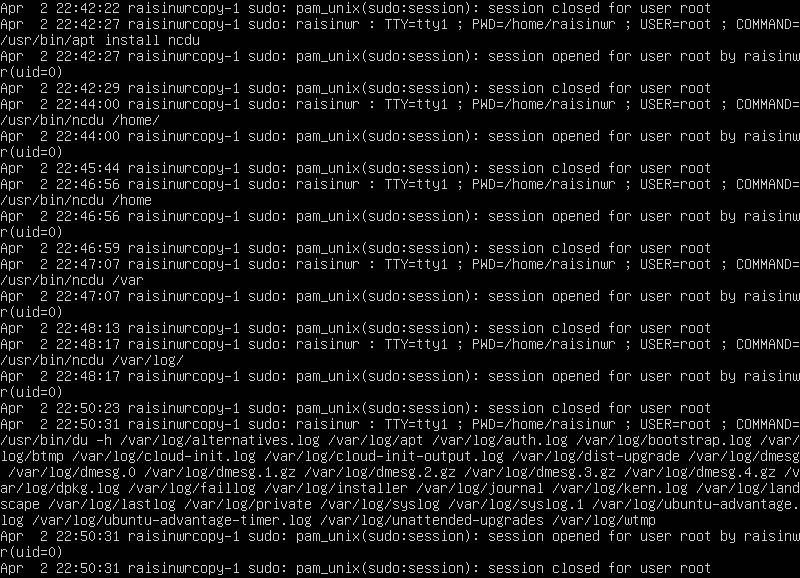 Apr  2 22:42:22 raisinwrcopy-1 sudo: pam_unix(sudo:session): session closed for user root
Apr  2 22:42:27 raisinwrcopy-1 sudo: raisinwr : TTY=tty1 ; PWD=/home/raisinwr ; USER=root ; COMMAND=
/usr/bin/apt install ncdu
Apr  2 22:42:27 raisinwrcopy-1 sudo: pam_unix(sudo:session): session opened for user root by raisinw
r(uid=0)
Apr  2 22:42:29 raisinwrcopy-1 sudo: pam_unix(sudo:session): session closed for user root
Apr  2 22:44:00 raisinwrcopy-1 sudo: raisinwr : TTY=tty1 ; PWD=/home/raisinwr ; USER=root ; COMMAND=
/usr/bin/ncdu /home/
Apr  2 22:44:00 raisinwrcopy-1 sudo: pam_unix(sudo:session): session opened for user root by raisinw
r(uid=0)
Apr  2 22:45:44 raisinwrcopy-1 sudo: pam_unix(sudo:session): session closed for user root
Apr  2 22:46:56 raisinwrcopy-1 sudo: raisinwr : TTY=tty1 ; PWD=/home/raisinwr ; USER=root ; COMMAND=
/usr/bin/ncdu /home
Apr  2 22:46:56 raisinwrcopy-1 sudo: pam_unix(sudo:session): session opened for user root by raisinw
r(uid=0)
Apr  2 22:46:59 raisinwrcopy-1 sudo: pam_unix(sudo:session): session closed for user root
Apr  2 22:47:07 raisinwrcopy-1 sudo: raisinwr : TTY=tty1 ; PWD=/home/raisinwr ; USER=root ; COMMAND=
/usr/bin/ncdu /var
Apr  2 22:47:07 raisinwrcopy-1 sudo: pam_unix(sudo:session): session opened for user root by raisinw
r(uid=0)
Apr  2 22:48:13 raisinwrcopy-1 sudo: pam_unix(sudo:session): session closed for user root
Apr  2 22:48:17 raisinwrcopy-1 sudo: raisinwr : TTY=tty1 ; PWD=/home/raisinwr ; USER=root ; COMMAND=
/usr/bin/ncdu /var/log/
Apr  2 22:48:17 raisinwrcopy-1 sudo: pam_unix(sudo:session): session opened for user root by raisinw
r(uid=0)
Apr  2 22:50:23 raisinwrcopy-1 sudo: pam_unix(sudo:session): session closed for user root
Apr  2 22:50:31 raisinwrcopy-1 sudo: raisinwr : TTY=tty1 ; PWD=/home/raisinwr ; USER=root ; COMMAND=
/usr/bin/du -h /var/log/alternatives.log /var/log/apt /var/log/auth.log /var/log/bootstrap.log /var/
log/btmp /var/log/cloud-init.log /var/log/cloud-init-output.log /var/log/dist-upgrade /var/log/dmesg
 /var/log/dmesg.0 /var/log/dmesg.1.gz /var/log/dmesg.2.gz /var/log/dmesg.3.gz /var/log/dmesg.4.gz /v
ar/log/dpkg.log /var/log/faillog /var/log/installer /var/log/journal /var/log/kern.log /var/log/land
scape /var/log/lastlog /var/log/private /var/log/syslog /var/log/syslog.1 /var/log/ubuntu-advantage.
log /var/log/ubuntu-advantage-timer.log /var/log/unattended-upgrades /var/log/wtmp
Apr  2 22:50:31 raisinwrcopy-1 sudo: pam_unix(sudo:session): session opened for user root by raisinw
r(uid=0)
Apr  2 22:50:31 raisinwrcopy-1 sudo: pam_unix(sudo:session): session closed for user root